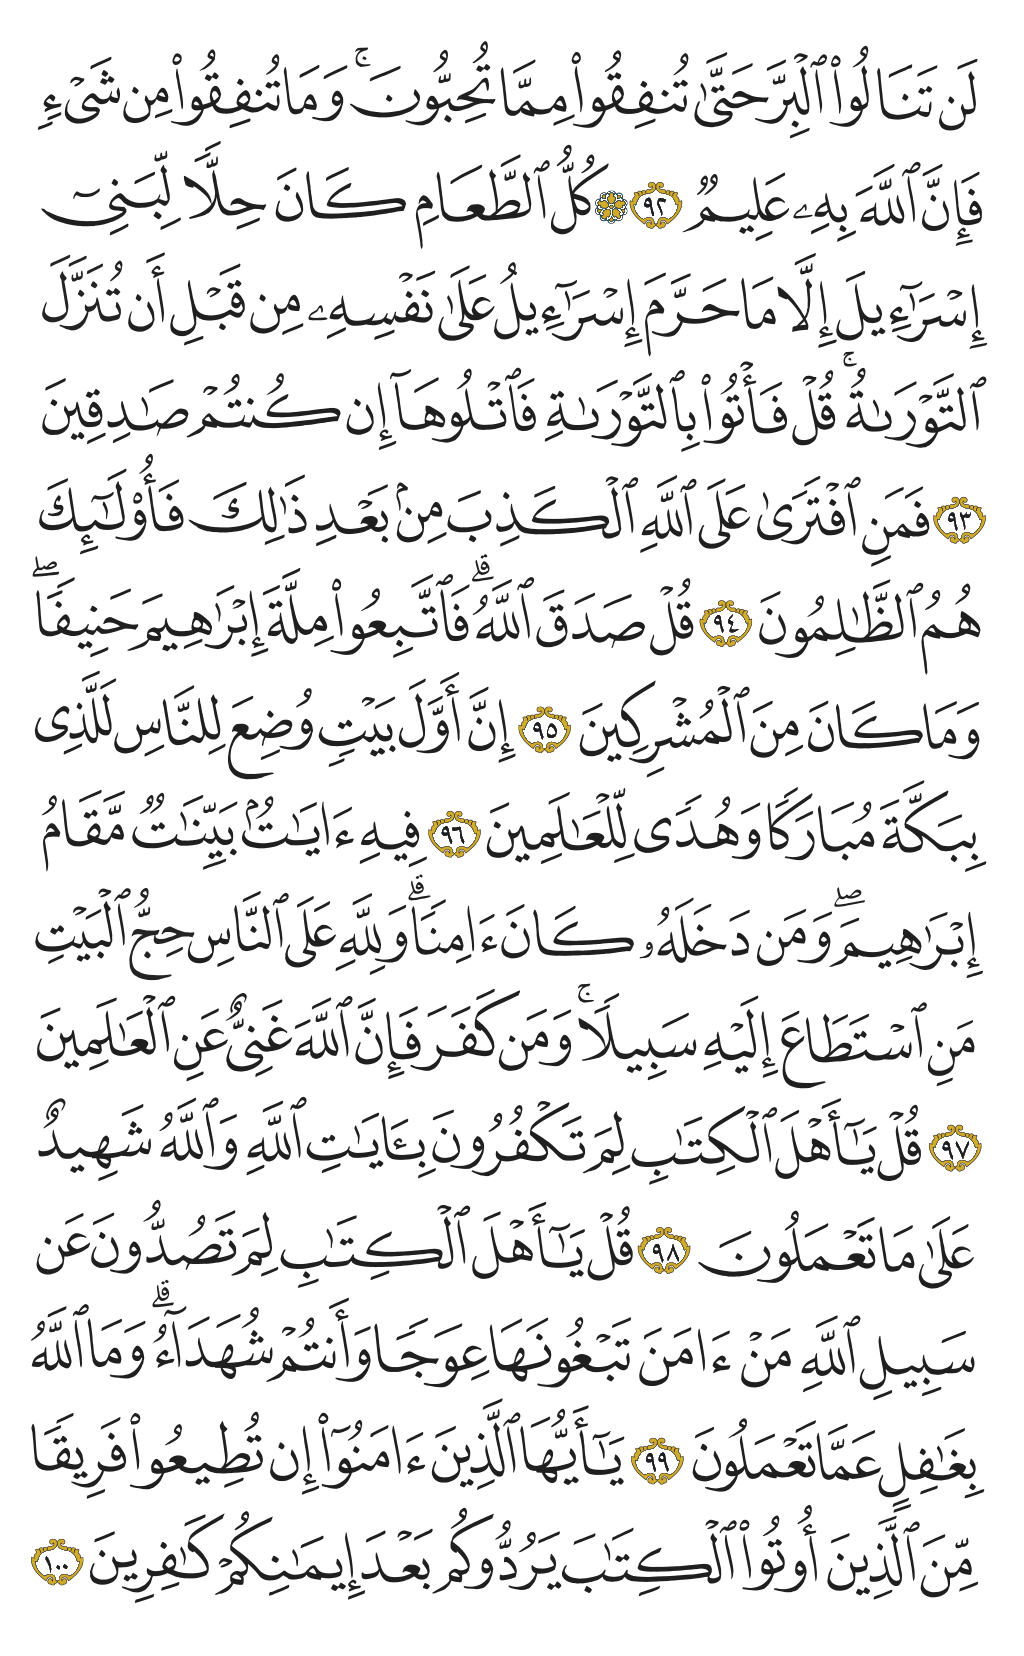 لَن تَنَالُوا۟ ٱلْبِرَّ حَتَّىٰ تُنفِقُوا۟ مِمَّا تُحِبُّونَ ۚ وَمَا تُنفِقُوا۟ مِن شَىْءٍۢ
فَإِنَّ ٱللَّهَ بِهِۦ عَلِيمٌۭ ٩٢ ۞ كُلُّ ٱلطَّعَامِ كَانَ حِلًّۭا لِّبَنِىٓ
إِسْرَٰٓءِيلَ إِلَّا مَا حَرَّمَ إِسْرَٰٓءِيلُ عَلَىٰ نَفْسِهِۦ مِن قَبْلِ أَن تُنَزَّلَ
ٱلتَّوْرَىٰةُ ۚ قُلْ فَأْتُوا۟ بِٱلتَّوْرَىٰةِ فَٱتْلُوهَآ إِن كُنتُمْ صَـٰدِقِينَ
٩٣ فَمَنِ ٱفْتَرَىٰ عَلَى ٱللَّهِ ٱلْكَذِبَ مِنۢ بَعْدِ ذَٰلِكَ فَأُو۟لَـٰٓئِكَ
هُمُ ٱلظَّـٰلِمُونَ ٩٤ قُلْ صَدَقَ ٱللَّهُ ۗ فَٱتَّبِعُوا۟ مِلَّةَ إِبْرَٰهِيمَ حَنِيفًۭا ۖ
وَمَا كَانَ مِنَ ٱلْمُشْرِكِينَ ٩٥ إِنَّ أَوَّلَ بَيْتٍۢ وُضِعَ لِلنَّاسِ لَلَّذِى
بِبَكَّةَ مُبَارَكًۭا وَهُدًۭى لِّلْعَـٰلَمِينَ ٩٦ فِيهِ ءَايَـٰتٌۢ بَيِّنَـٰتٌۭ مَّقَامُ
إِبْرَٰهِيمَ ۖ وَمَن دَخَلَهُۥ كَانَ ءَامِنًۭا ۗ وَلِلَّهِ عَلَى ٱلنَّاسِ حِجُّ ٱلْبَيْتِ
مَنِ ٱسْتَطَاعَ إِلَيْهِ سَبِيلًۭا ۚ وَمَن كَفَرَ فَإِنَّ ٱللَّهَ غَنِىٌّ عَنِ ٱلْعَـٰلَمِينَ
٩٧ قُلْ يَـٰٓأَهْلَ ٱلْكِتَـٰبِ لِمَ تَكْفُرُونَ بِـَٔايَـٰتِ ٱللَّهِ وَٱللَّهُ شَهِيدٌ
عَلَىٰ مَا تَعْمَلُونَ ٩٨ قُلْ يَـٰٓأَهْلَ ٱلْكِتَـٰبِ لِمَ تَصُدُّونَ عَن
سَبِيلِ ٱللَّهِ مَنْ ءَامَنَ تَبْغُونَهَا عِوَجًۭا وَأَنتُمْ شُهَدَآءُ ۗ وَمَا ٱللَّهُ
بِغَـٰفِلٍ عَمَّا تَعْمَلُونَ ٩٩ يَـٰٓأَيُّهَا ٱلَّذِينَ ءَامَنُوٓا۟ إِن تُطِيعُوا۟ فَرِيقًۭا
مِّنَ ٱلَّذِينَ أُوتُوا۟ ٱلْكِتَـٰبَ يَرُدُّوكُم بَعْدَ إِيمَـٰنِكُمْ كَـٰفِرِينَ ١٠٠